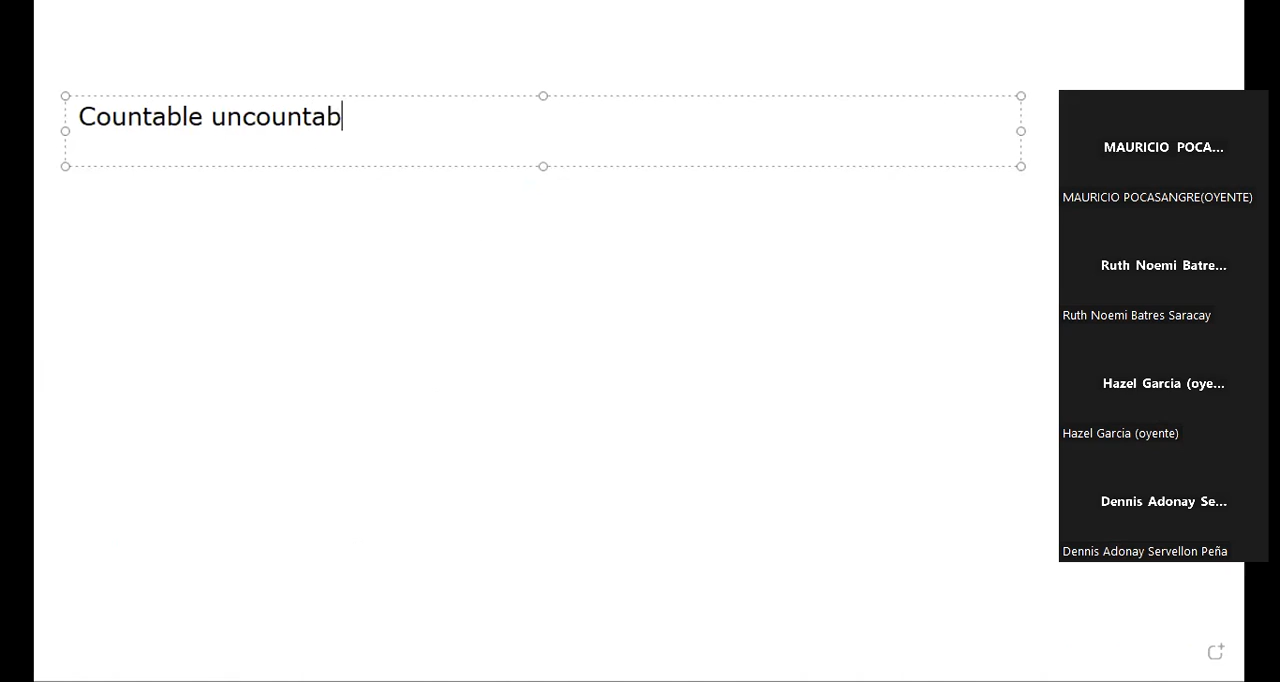 Countable uncountab
MAURICIO POCA...
MAURICIO POCASANGRE(OYENTE)
Ruth Noemi Batre...
Ruth Noemi Batres Saracay
Hazel Garcia (oye...
Hazel Garcia (oyente)
Dennis Adonay Se...
Dennis Adonay Servellon Peña